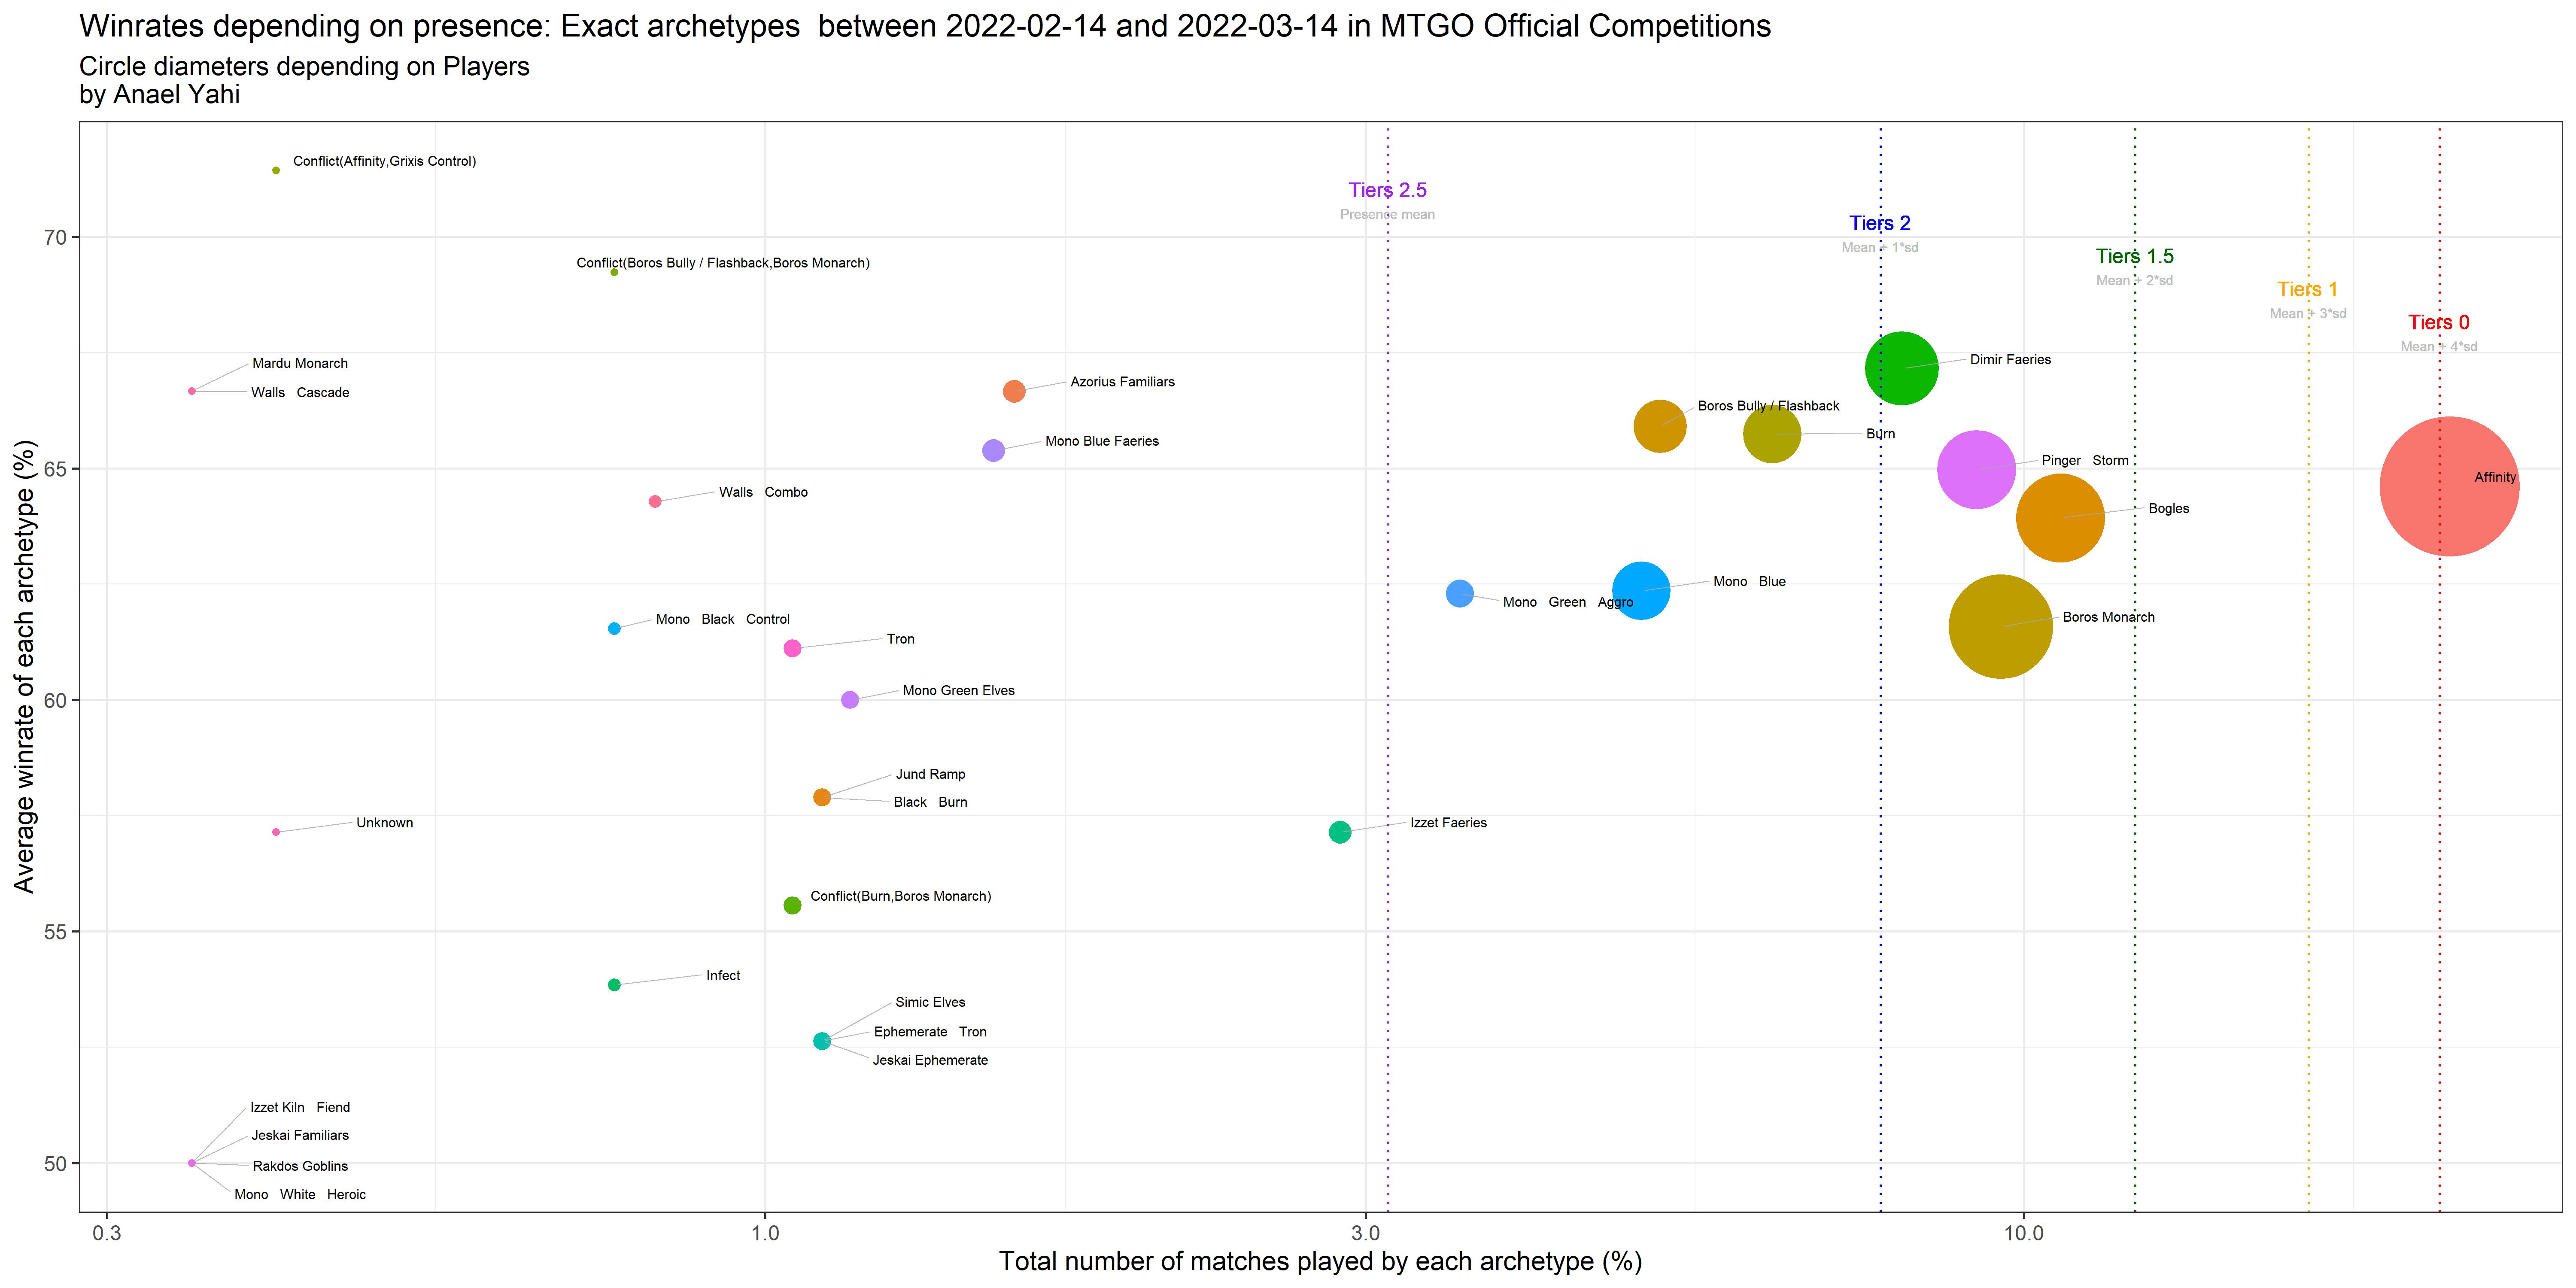 Winrates depending on presence: Exact archetypes  between 2022-02-14 and 2022-03-14 in MTGO Official Competitions
Circle diameters depending on Players
by Anael Yahi
Conflict(Affinity,Grixis Control)
Tiers 2.5
Presence mean
Tiers 2
Mean + 1*sd
Tiers 1.5
Mean + 2*sd
Tiers 1
Mean + 3*sd
Tiers 0
Mean + 4*sd
70
Conflict(Boros Bully / Flashback,Boros Monarch)
Mardu Monarch
Walls   Cascade
Azorius Familiars
Dimir Faeries
Boros Bully / Flashback
Burn
Mono Blue Faeries
Pinger   Storm
Affinity
65
Walls   Combo
Bogles
Mono   Blue
Mono   Green   Aggro
Mono   Black   Control
Boros Monarch
Tron
60
Mono Green Elves
Jund Ramp
Black   Burn
Unknown
Izzet Faeries
Conflict(Burn,Boros Monarch)
55
Infect
Simic Elves
Ephemerate   Tron
Jeskai Ephemerate
Izzet Kiln   Fiend
Jeskai Familiars
50
Rakdos Goblins
Mono   White   Heroic
0.3
1.0
3.0
10.0
Total number of matches played by each archetype (%)
Average winrate of each archetype (%)